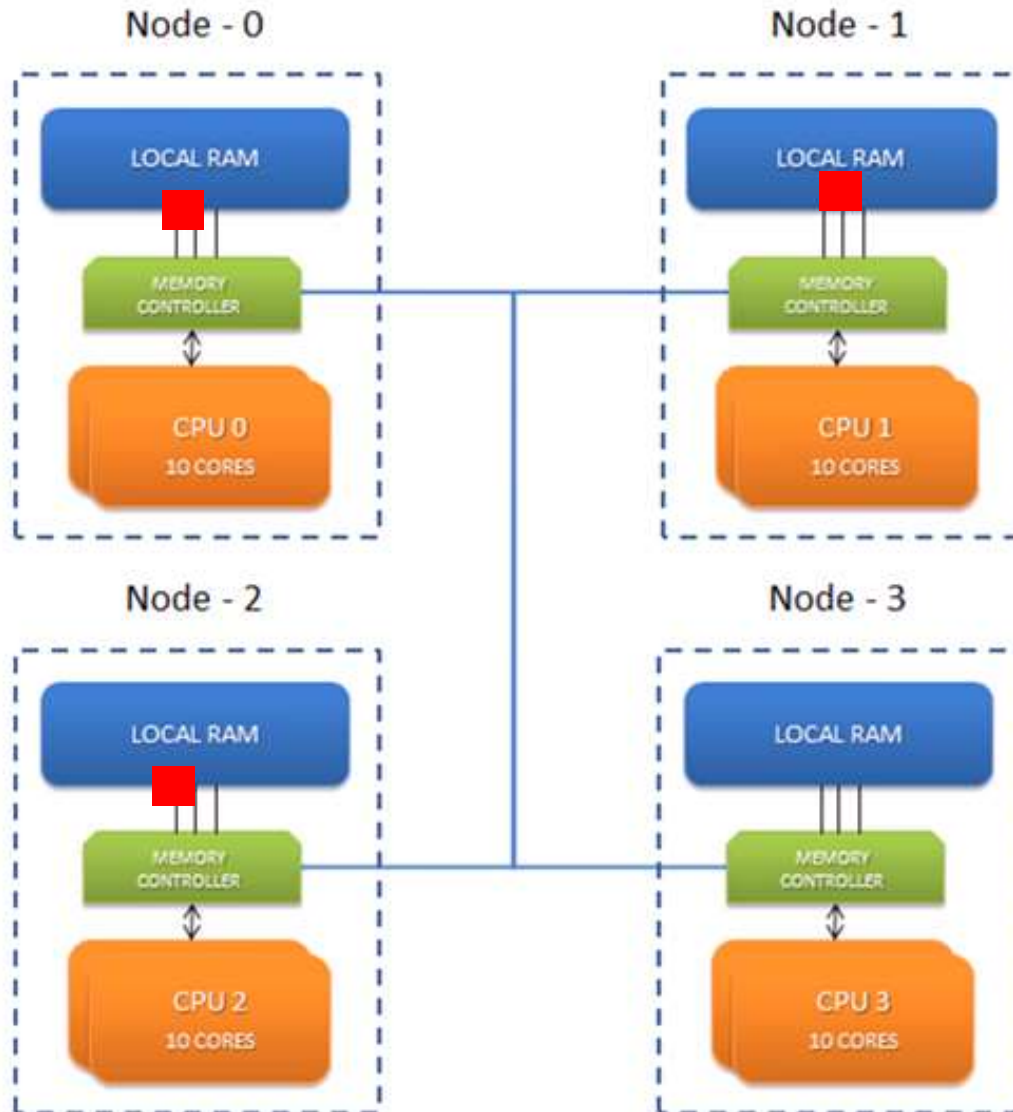 Node - 0
LOCAL RAM
MEMORY
CONTROLLER
CPU 0
10 CORES
Node - 1
LOCAL RAM
MEMORY
CONTROLLER
CPU 1
10 CORES
Node - 2
LOCAL RAM
MEMORY
CONTROLLER
CPU 2
10 CORES
Node - 3
LOCAL RAM
MEMORY
CONTROLLER
CPU 3
10 CORES